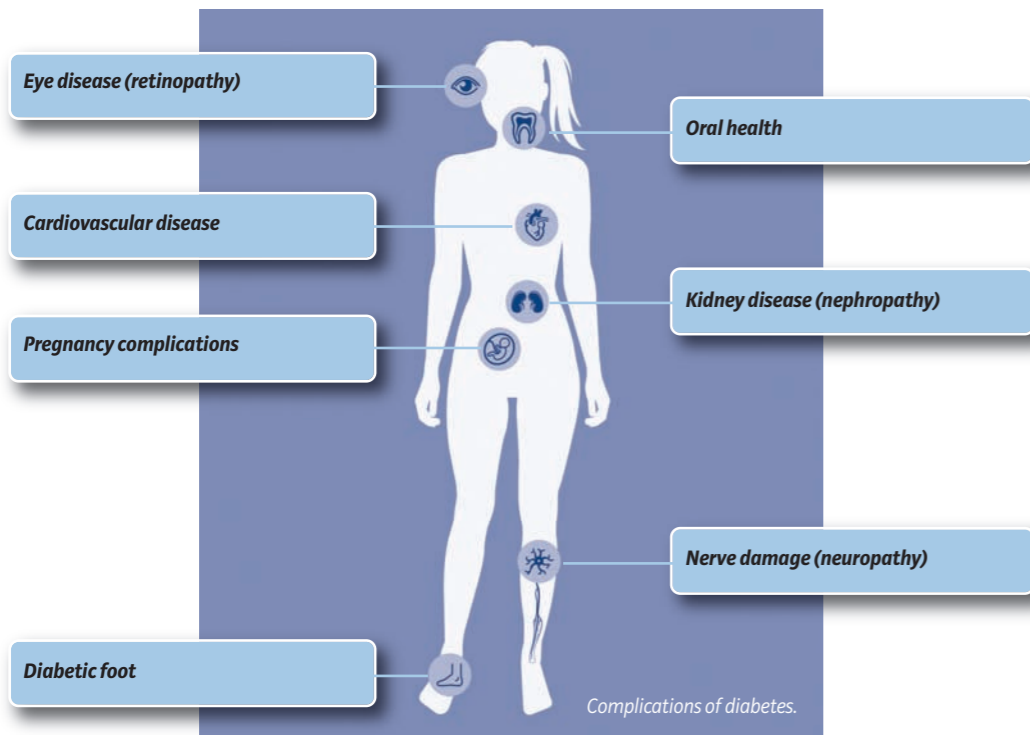 Eye disease (retinopathy)
Oral health
Cardiovascular disease
Kidney disease (nephropathy)
Pregnancy complications
Nerve damage (neuropathy)
Diabetic foot
Complications of diabetes.